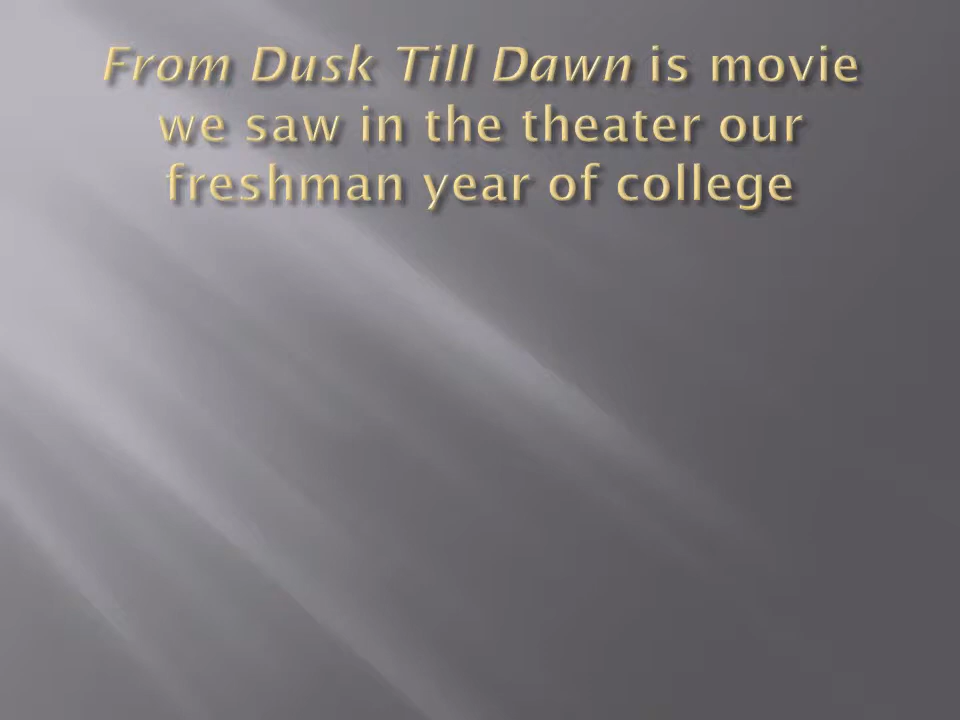 From Dusk Till Dawn is movie
we saw in the theater our
freshman year of college